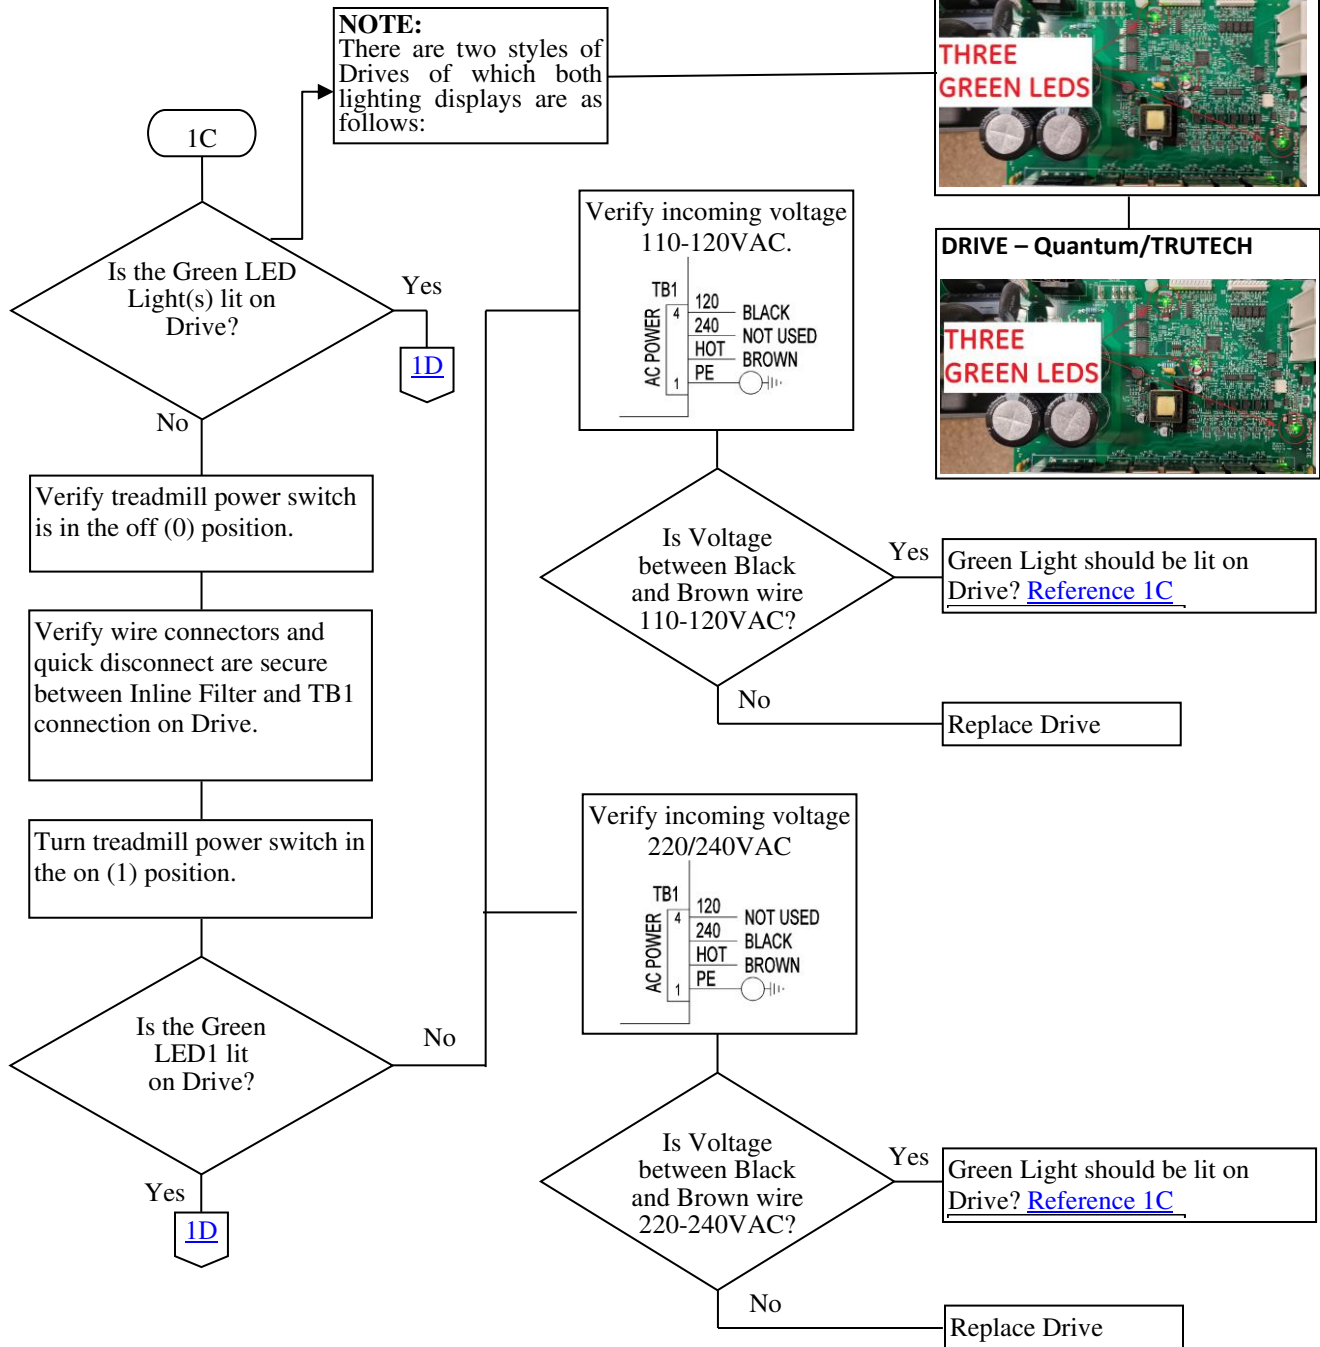 NOTE:
There are two styles of
Drives of which both
lighting displays are as
follows:
THREE
GREEN LEDS
1C
Is the Green LED
Light(s) lit on
Drive?
Yes
1D
No
Verify treadmill power switch
is in the off (0) position.
Verify wire connectors and
quick disconnect are secure
between Inline Filter and TB1
connection on Drive.
Turn treadmill power switch in
the on (1) position.
Is the Green
LED1 lit
on Drive?
No
Yes
1D
Verify incoming voltage
110-120VAC.
TB1
AC POWER
4
1
120
BLACK
240
NOT USED
HOT
BROWN
PE
Is Voltage
between Black
and Brown wire
110-120VAC?
Yes
Green Light should be lit on
Drive? Reference 1C
No
Replace Drive
DRIVE – Quantum/TRUTECH
THREE
GREEN LEDS
Verify incoming voltage
220/240VAC
TB1
AC POWER
4
1
120
NOT USED
240
BLACK
HOT
BROWN
PE
Is Voltage
between Black
and Brown wire
220-240VAC?
Yes
Green Light should be lit on
Drive? Reference 1C
No
Replace Drive